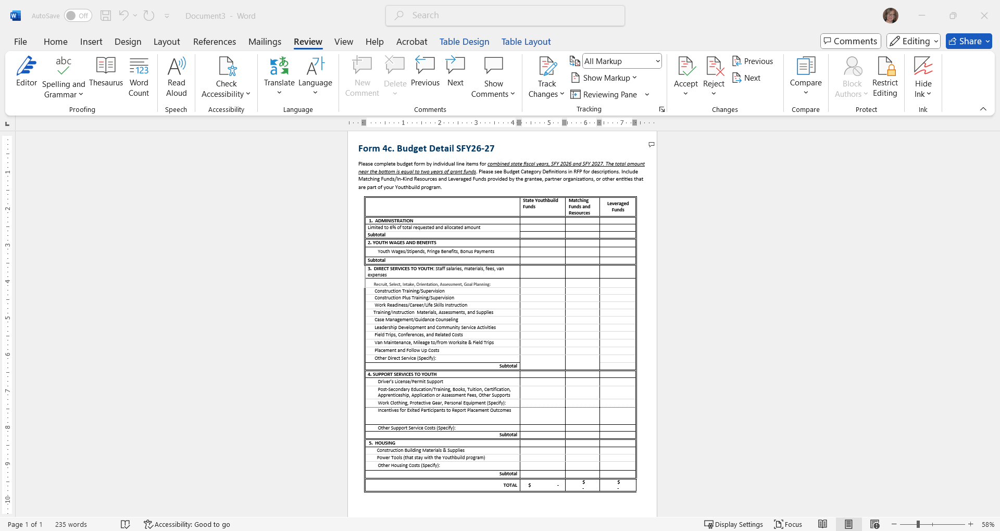 AutoSave Off Document3 - Word Search
File Home Insert Design Layout References Mailings Review View Help Acrobat Table Design Table Layout Comments Editing Share
Editor
Spelling and Grammar
Thesaurus
Word Count
Proofing
Read Aloud
Speech
Check Accessibility
Accessibility
Translate
Language
Language
New Comment
Delete
Previous
Next
Show Comments
Comments
Track Changes
All Markup
Show Markup
Reviewing Pane
Tracking
Accept
Reject
Previous
Next
Changes
Compare
Compare
Block Authors
Restrict Editing
Protect
Hide Ink
Ink
1 2 3 4 5 6 7
1
2
3
4
5
6
7
8
9
10
Form 4c. Budget Detail SFY26-27
Please complete budget form by individual line items for combined state fiscal years, SFY 2026 and SFY 2027. The total amount
near the bottom is equal to two years of grant funds. Please see Budget Category Definitions in RFP for descriptions. Include
Matching Funds/In-Kind Resources and Leveraged Funds provided by the grantee, partner organizations, or other entities that
are part of your Youthbuild program.
State Youthbuild Funds
Matching Funds and Resources
Leveraged Funds
1. ADMINISTRATION
Limited to 6% of total requested and allocated amount
Subtotal
2. YOUTH WAGES AND BENEFITS
Youth Wages/Stipends, Fringe Benefits, Bonus Payments
Subtotal
3. DIRECT SERVICES TO YOUTH: Staff salaries, materials, fees, van
expenses
Recruit, Select, Intake, Orientation, Assessment, Goal Planning:
Construction Training/Supervision
Construction Plus Training/Supervision
Work Readiness/Career/Life Skills Instruction
Training/Instruction Materials, Assessments, and Supplies
Case Management/Guidance Counseling
Leadership Development and Community Service Activities
Field Trips, Conferences, and Related Costs
Van Maintenance, Mileage to/from Worksite & Field Trips
Placement and Follow Up Costs
Other Direct Service (Specify):
Subtotal
4. SUPPORT SERVICES TO YOUTH
Driver's License/Permit Support
Post-Secondary Education/Training, Books, Tuition, Certification,
Apprenticeship, Application or Assessment Fees, Other Supports
Work Clothing, Protective Gear, Personal Equipment (Specify):
Incentives for Exited Participants to Report Placement Outcomes
Other Support Service Costs (Specify):
Subtotal
5. HOUSING
Construction Building Materials & Supplies
Power Tools (that stay with the Youthbuild program)
Other Housing Costs (Specify):
Subtotal
TOTAL $ - $ - $ -
Page 1 of 1 235 words Accessibility: Good to go Display Settings Focus 58%